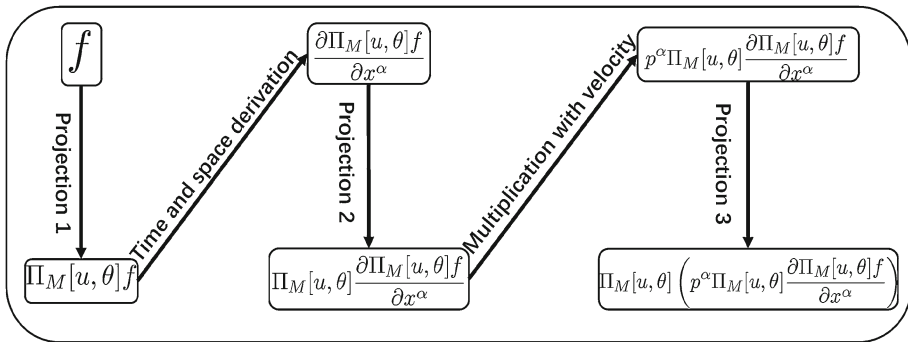 f
Projection 1
Π_M[u, θ]f
Time and space derivation
∂Π_M[u, θ]f / ∂x^α
Projection 2
Π_M[u, θ] ∂Π_M[u, θ]f / ∂x^α
Multiplication with velocity
p^α Π_M[u, θ] ∂Π_M[u, θ]f / ∂x^α
Projection 3
Π_M[u, θ] ( p^α Π_M[u, θ] ∂Π_M[u, θ]f / ∂x^α )